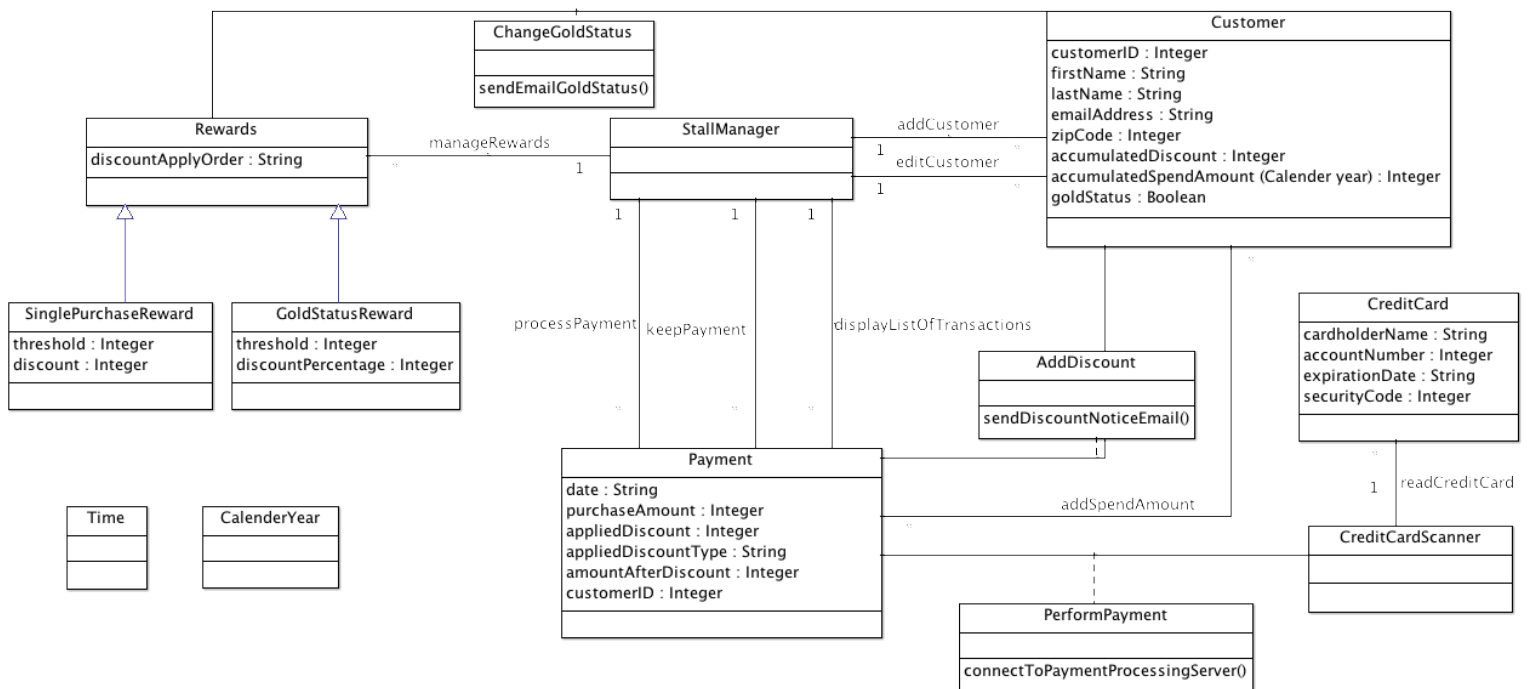 ChangeGoldStatus
sendEmailGoldStatus()
Customer
customerID : Integer
firstName : String
lastName : String
emailAddress : String
zipCode : Integer
accumulatedDiscount : Integer
accumulatedSpendAmount (Calender year) : Integer
goldStatus : Boolean
Rewards
discountApplyOrder : String
manageRewards
*
1
StallManager
addCustomer
1
*
editCustomer
1
*
1
1
1
SinglePurchaseReward
threshold : Integer
discount : Integer
GoldStatusReward
threshold : Integer
discountPercentage : Integer
processPayment
keepPayment
displayListOfTransactions
*
*
*
*
AddDiscount
sendDiscountNoticeEmail()
CreditCard
cardholderName : String
accountNumber : Integer
expirationDate : String
securityCode : Integer
*
1
readCreditCard
Payment
date : String
purchaseAmount : Integer
appliedDiscount : Integer
appliedDiscountType : String
amountAfterDiscount : Integer
customerID : Integer
addSpendAmount
*
Time
CalenderYear
CreditCardScanner
PerformPayment
connectToPaymentProcessingServer()